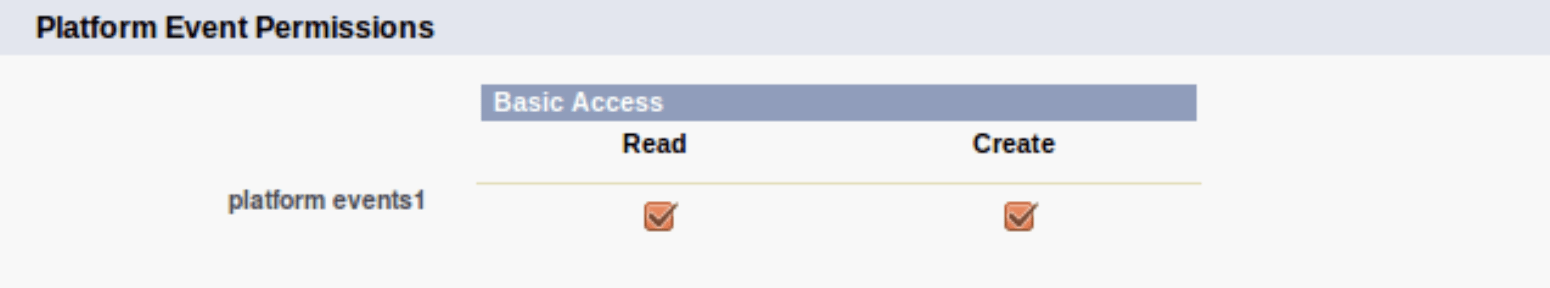 Platform Event Permissions
Basic Access
Read Create
platform events1